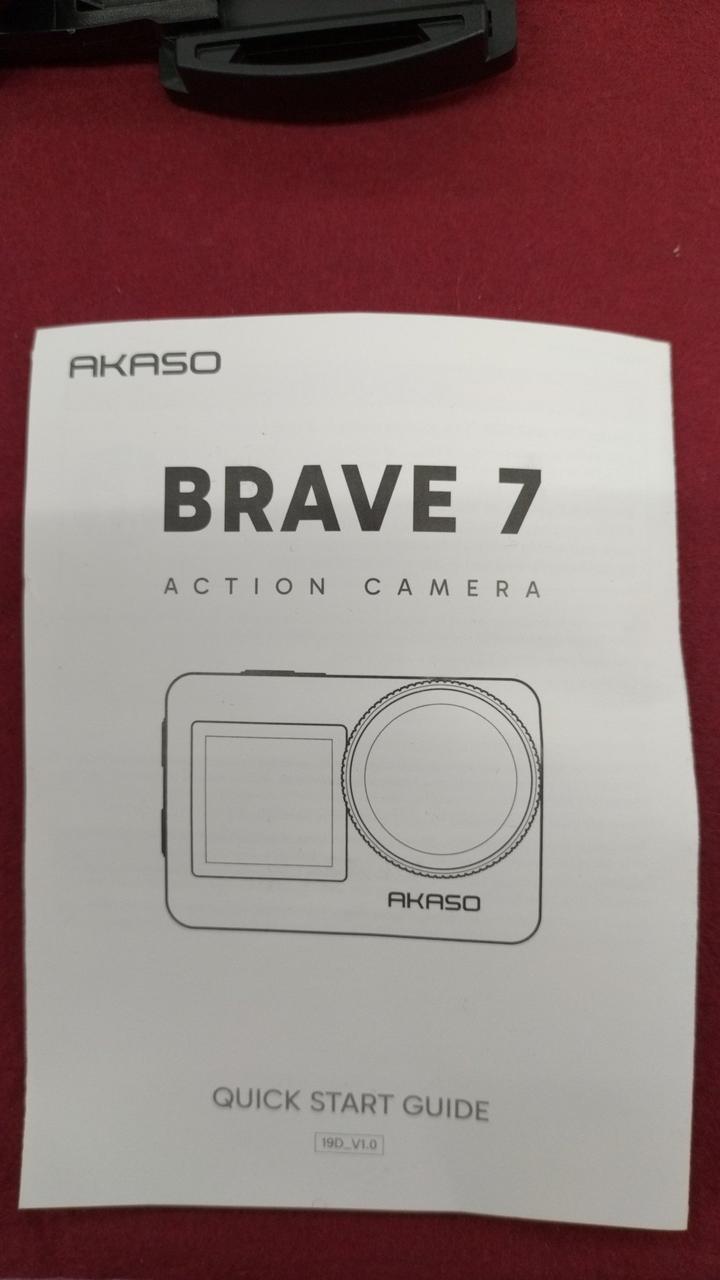 AKASO
BRAVE 7
ACTION CAMERA
AKASO
QUICK START GUIDE
19D_V1.0